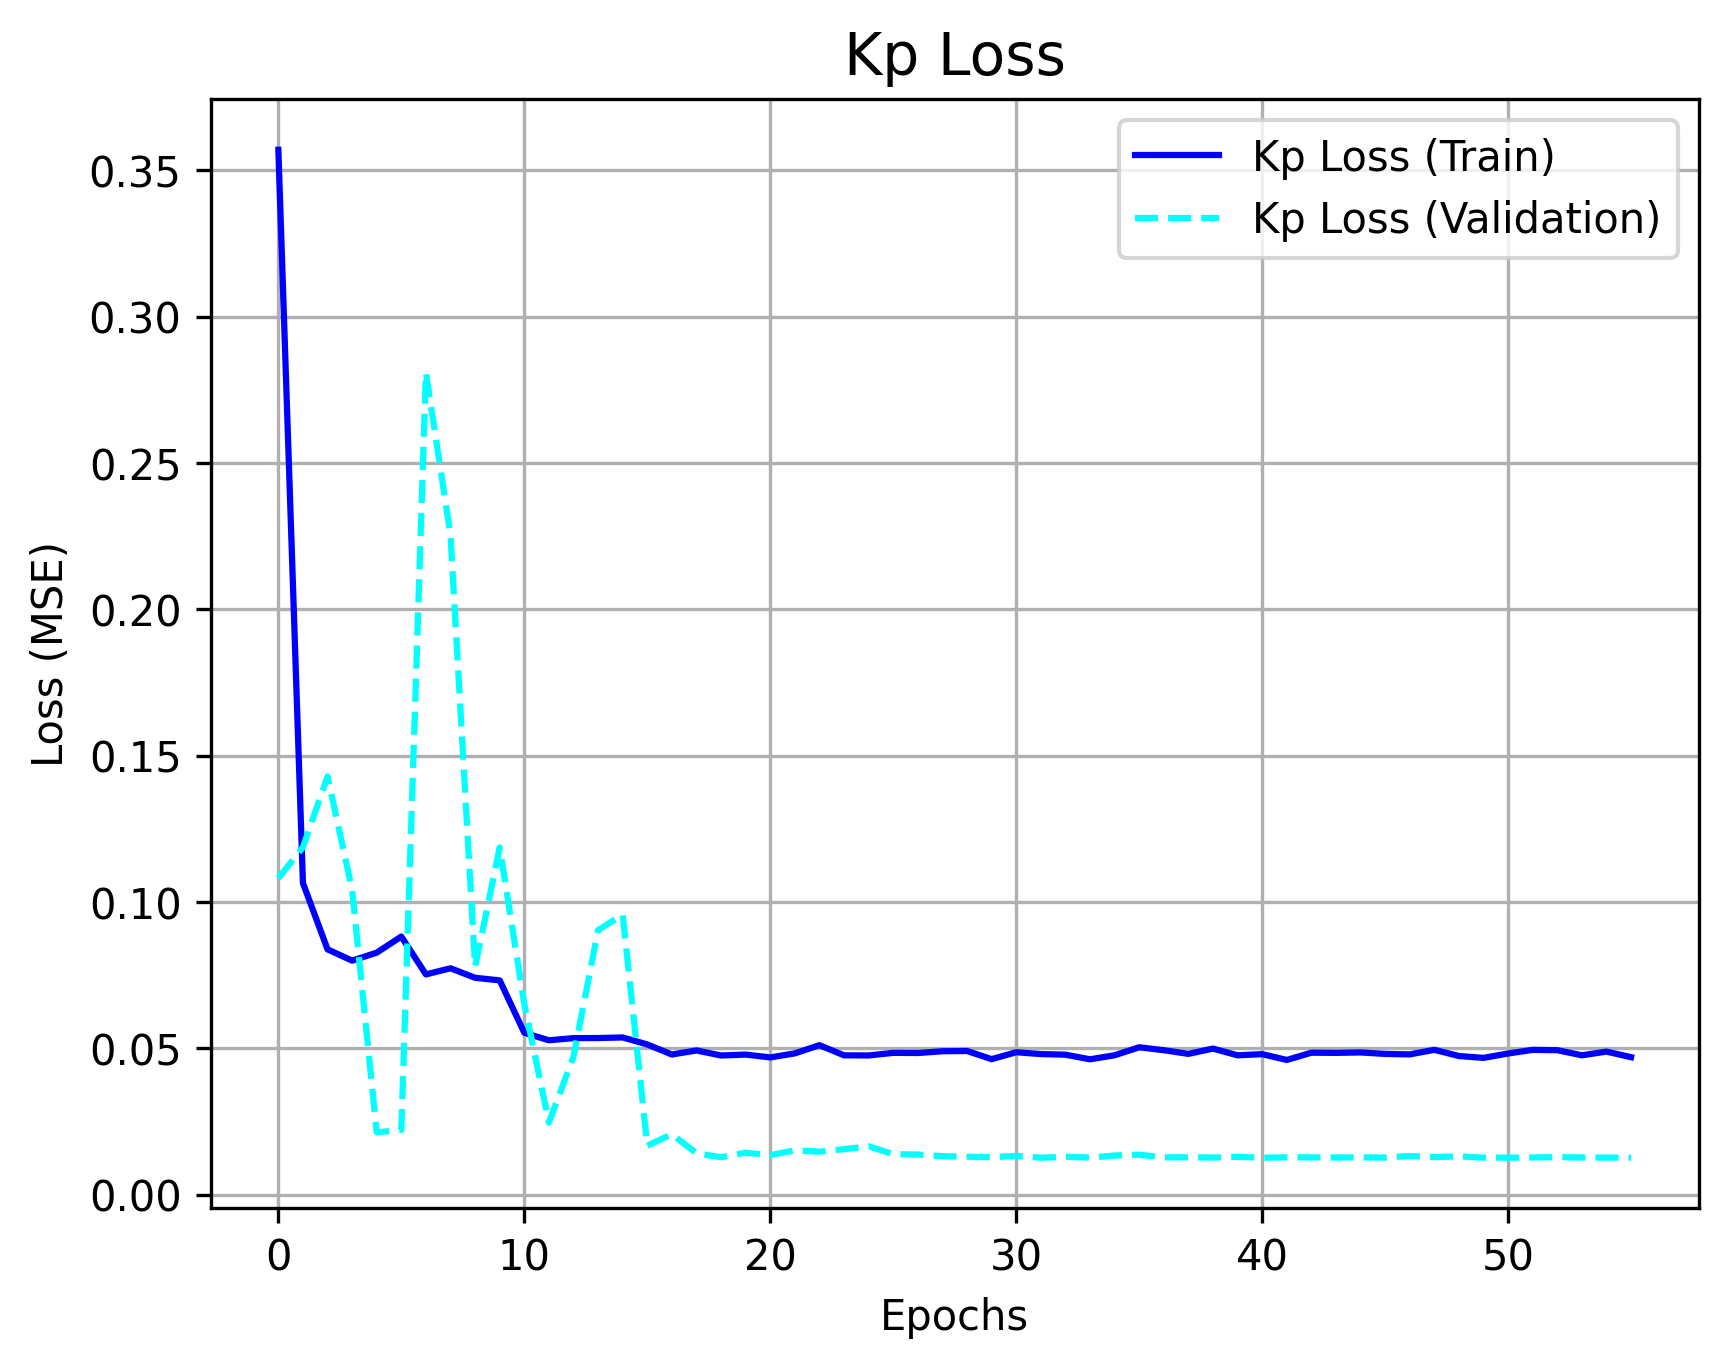 Kp Loss
Kp Loss (Train)
Kp Loss (Validation)
Loss (MSE)
0.35
0.30
0.25
0.20
0.15
0.10
0.05
0.00
0 10 20 30 40 50
Epochs